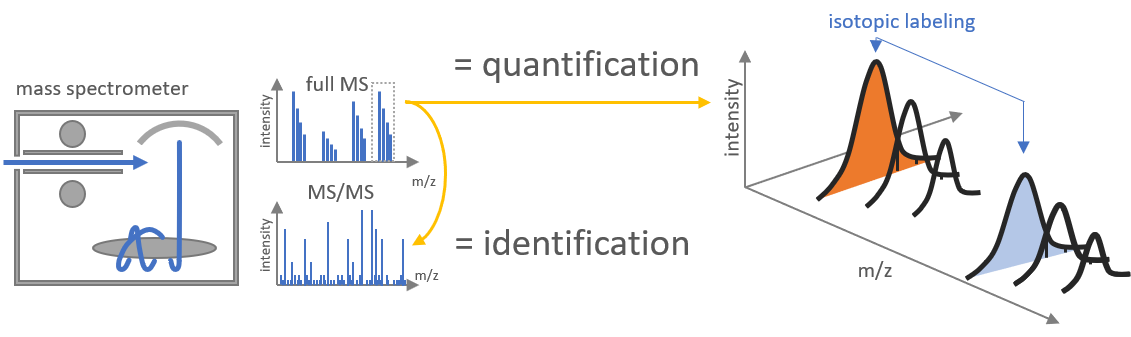 mass spectrometer
full MS
intensity
m/z
MS/MS
intensity
m/z
= quantification
= identification
isotopic labeling
intensity
m/z